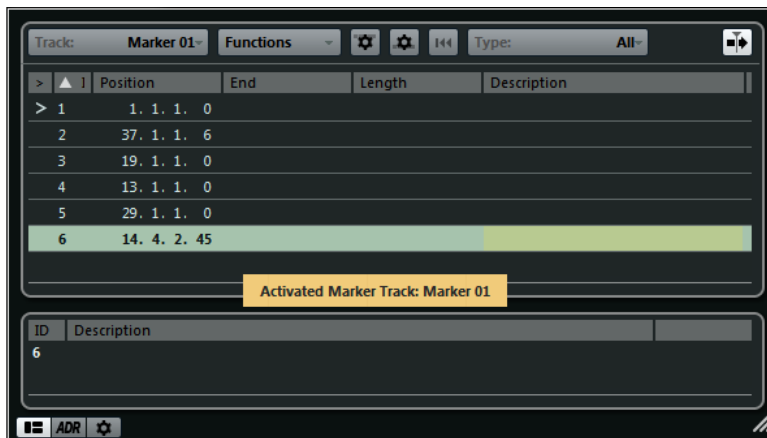 Track: Marker 01 Functions Type: All
> Position End Length Description
> 1 1. 1. 1. 0
2 37. 1. 1. 6
3 19. 1. 1. 0
4 13. 1. 1. 0
5 29. 1. 1. 0
6 14. 4. 2. 45
Activated Marker Track: Marker 01
ID Description
6
ADR